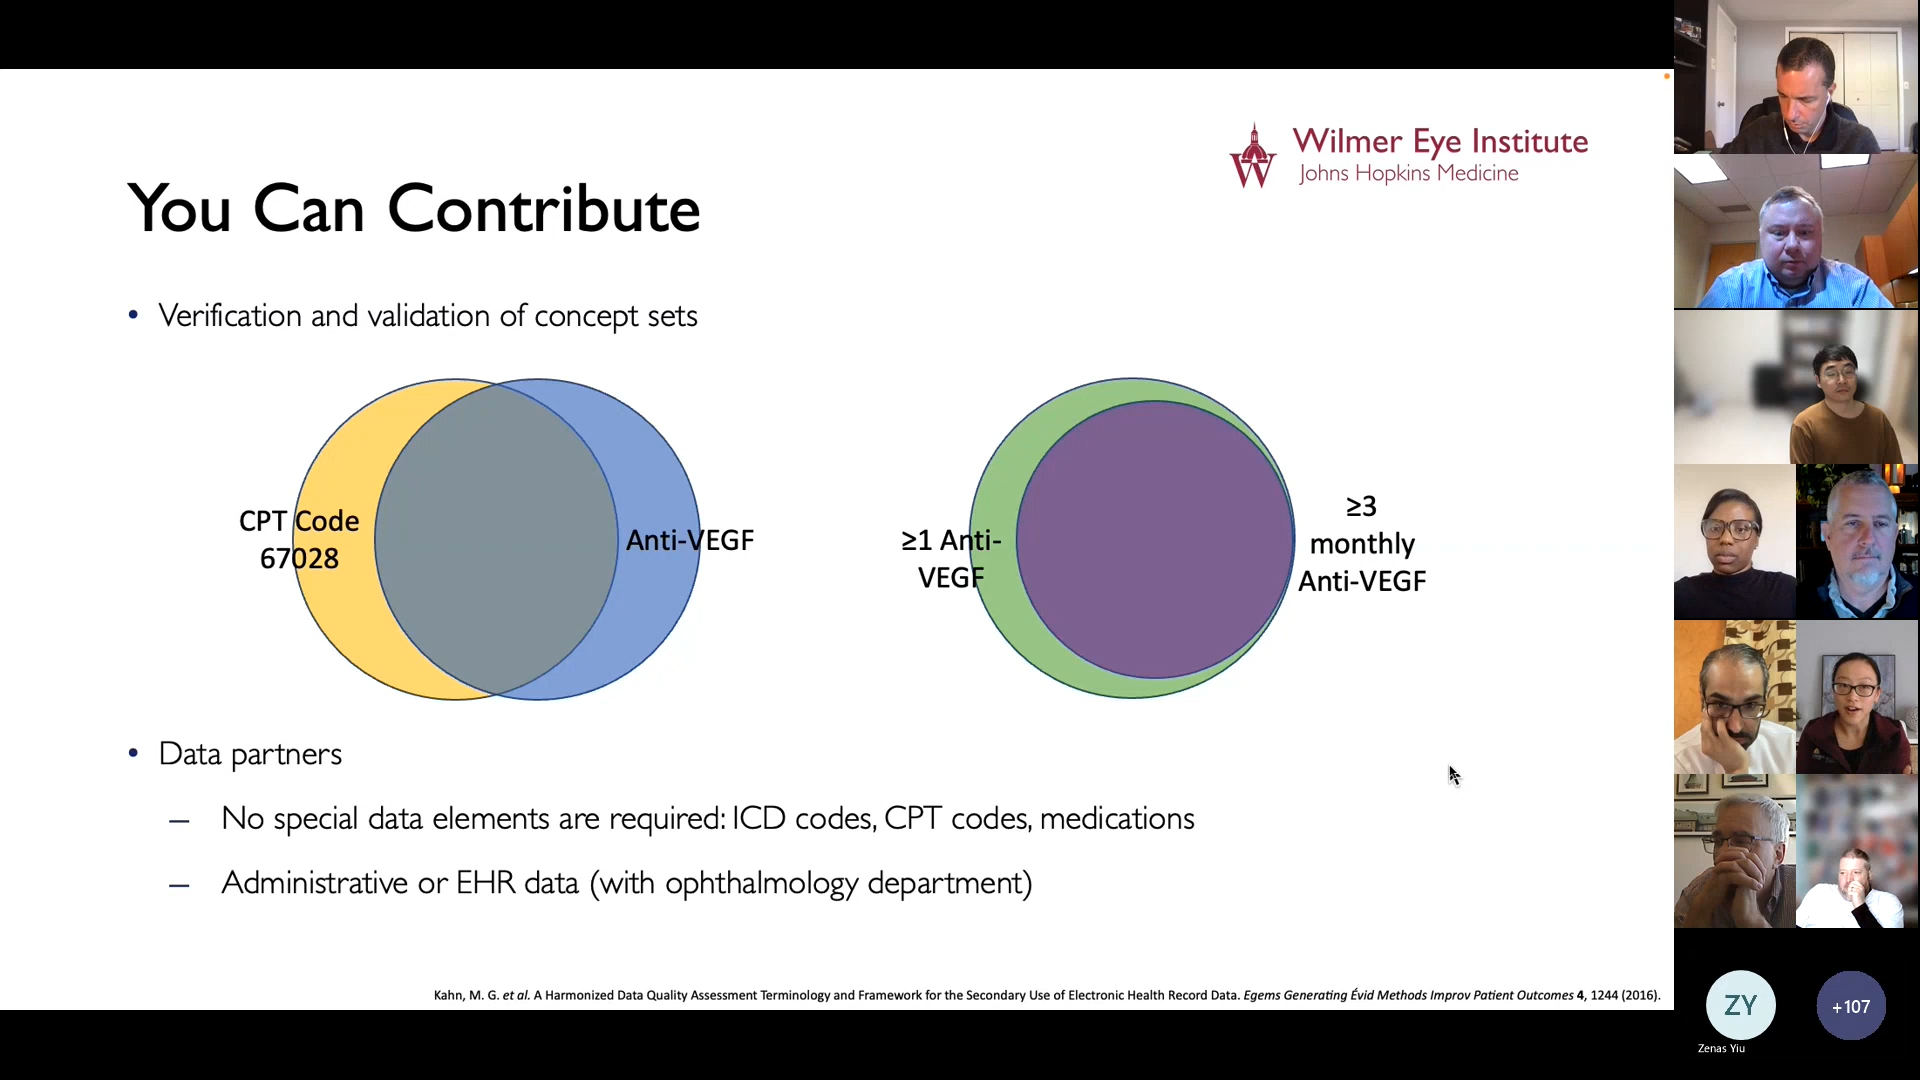 Wilmer Eye Institute
Johns Hopkins Medicine
You Can Contribute
• Verification and validation of concept sets
CPT Code
67028
Anti-VEGF
≥1 Anti-
VEGF
≥3
monthly
Anti-VEGF
• Data partners
– No special data elements are required: ICD codes, CPT codes, medications
– Administrative or EHR data (with ophthalmology department)
Kahn, M. G. et al. A Harmonized Data Quality Assessment Terminology and Framework for the Secondary Use of Electronic Health Record Data. Egems Generating Évid Methods Improv Patient Outcomes 4, 1244 (2016).
ZY
Zenas Yiu
+107